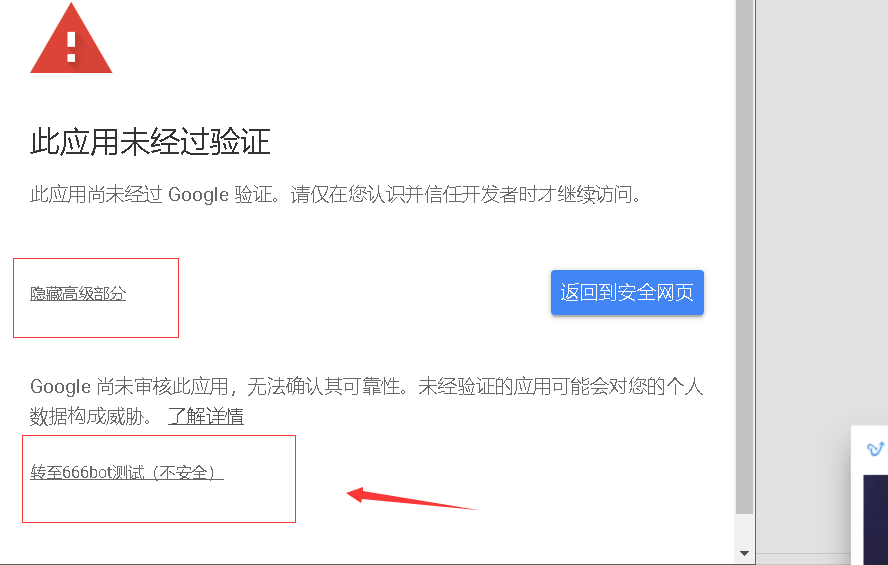 此应用未经过验证
此应用尚未经过 Google 验证。请仅在您认识并信任开发者时才继续访问。
隐藏高级部分
返回到安全网页
Google 尚未审核此应用，无法确认其可靠性。未经验证的应用可能会对您的个人
数据构成威胁。 了解详情
转至666bot测试（不安全）